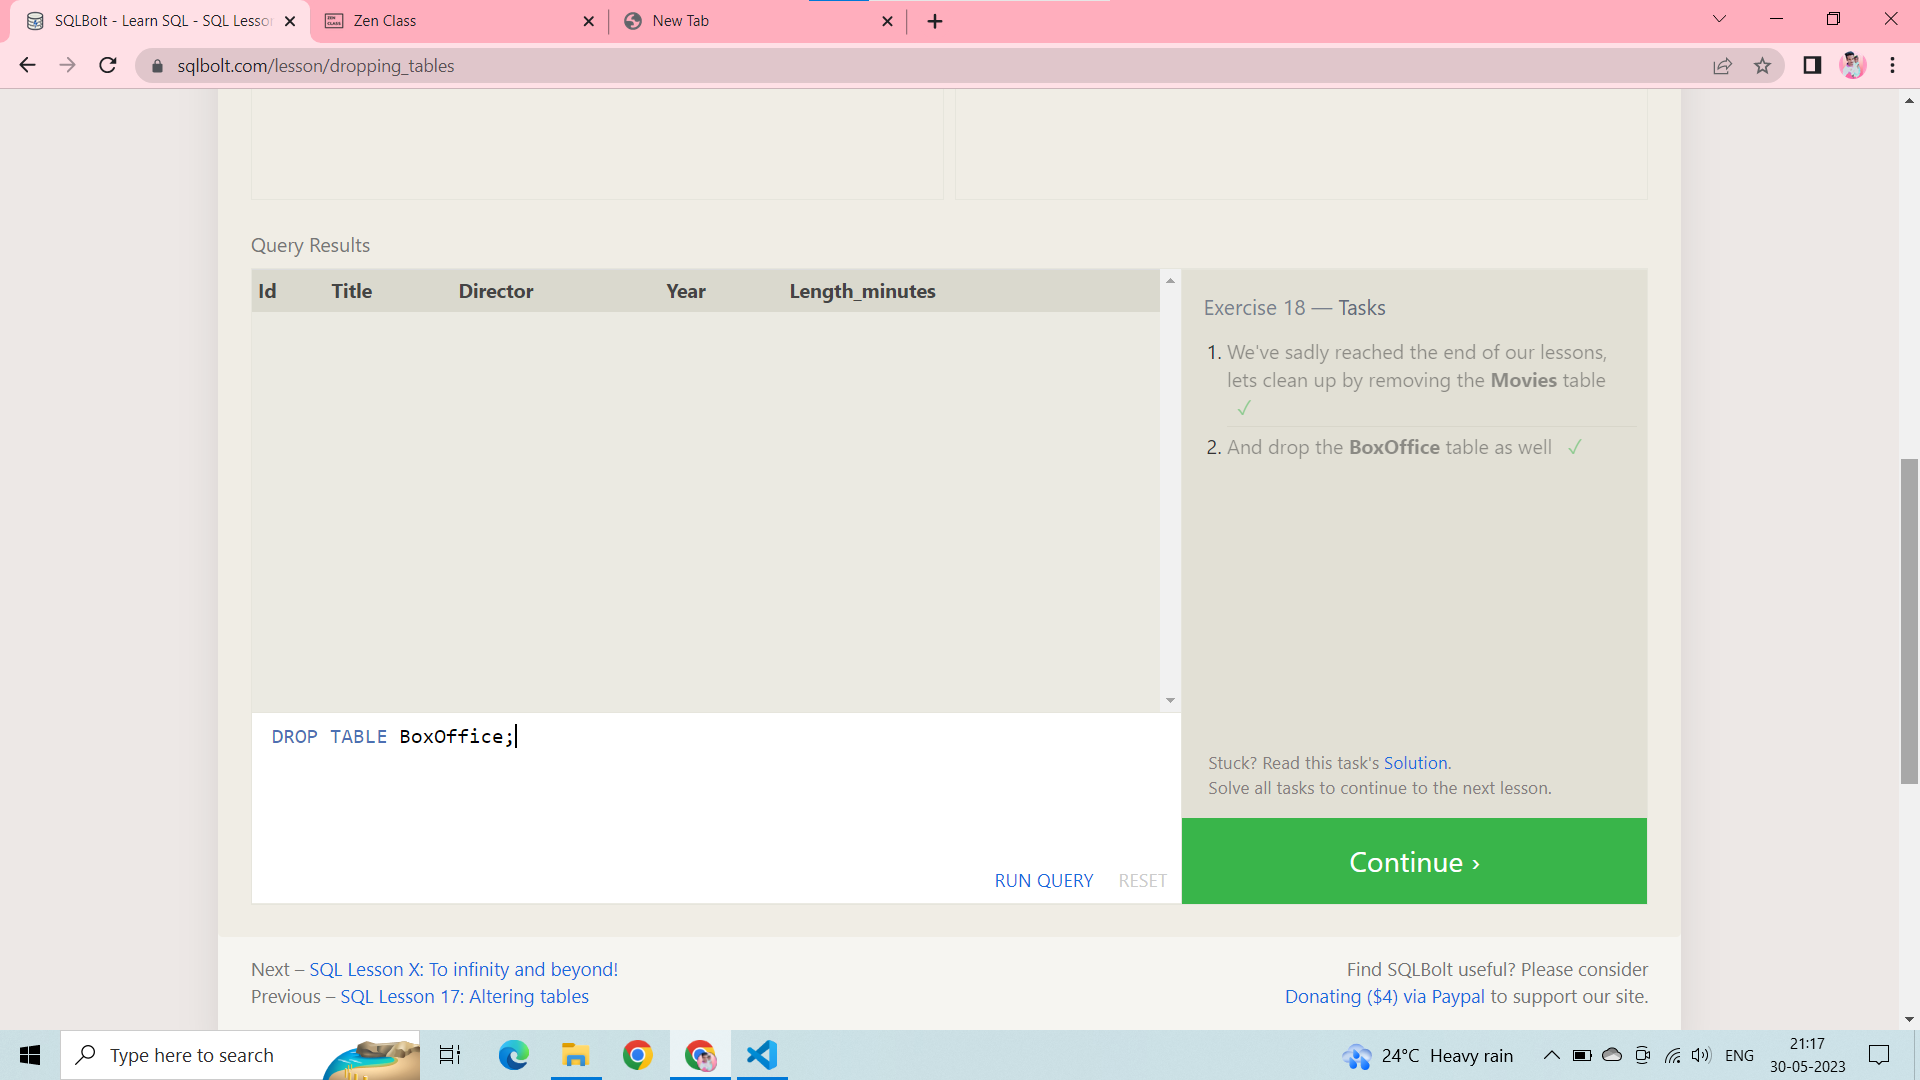 SQLBolt - Learn SQL - SQL Lesson
Zen Class
New Tab
sqlbolt.com/lesson/dropping_tables
Query Results
Id Title Director Year Length_minutes
Exercise 18 — Tasks
1. We've sadly reached the end of our lessons,
lets clean up by removing the Movies table
✓
2. And drop the BoxOffice table as well ✓
DROP TABLE BoxOffice;
Stuck? Read this task's Solution.
Solve all tasks to continue to the next lesson.
RUN QUERY RESET
Continue ›
Next – SQL Lesson X: To infinity and beyond!
Previous – SQL Lesson 17: Altering tables
Find SQLBolt useful? Please consider
Donating ($4) via Paypal to support our site.
Type here to search
24°C Heavy rain
ENG
21:17
30-05-2023